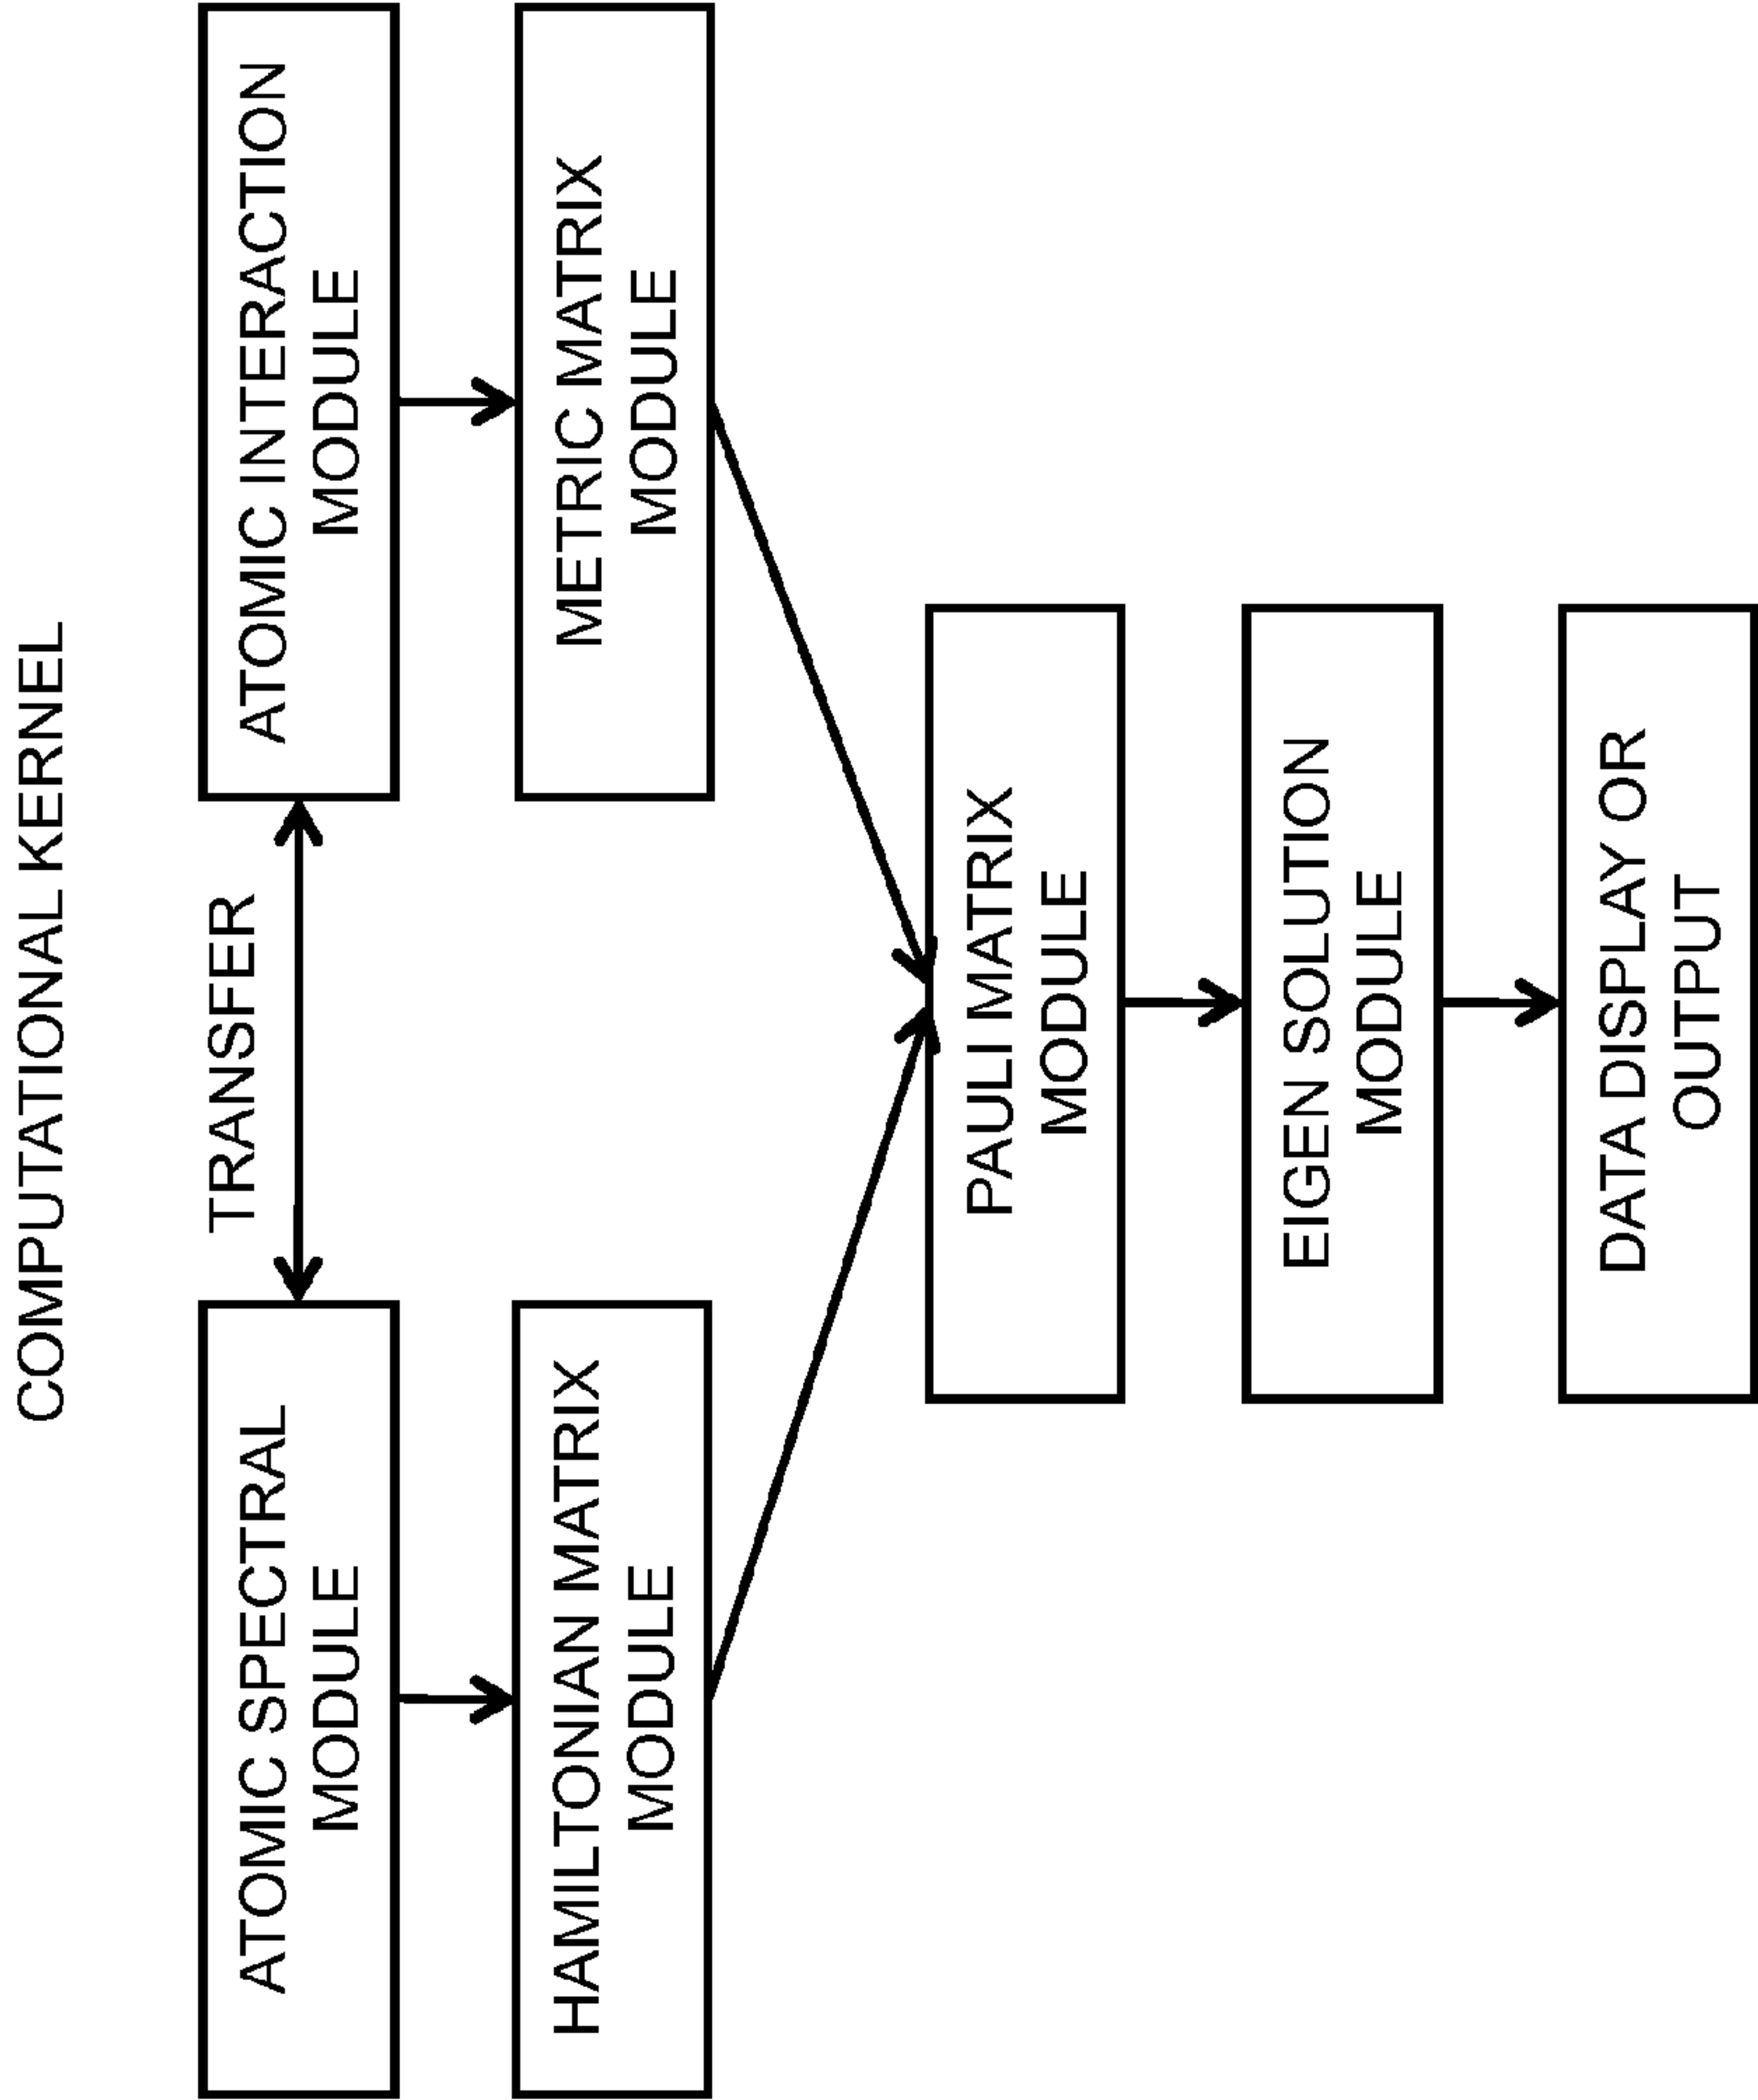 COMPUTATIONAL KERNEL
ATOMIC SPECTRAL
MODULE
TRANSFER
ATOMIC INTERACTION
MODULE
HAMILTONIAN MATRIX
MODULE
METRIC MATRIX
MODULE
PAULI MATRIX
MODULE
EIGEN SOLUTION
MODULE
DATA DISPLAY OR
OUTPUT